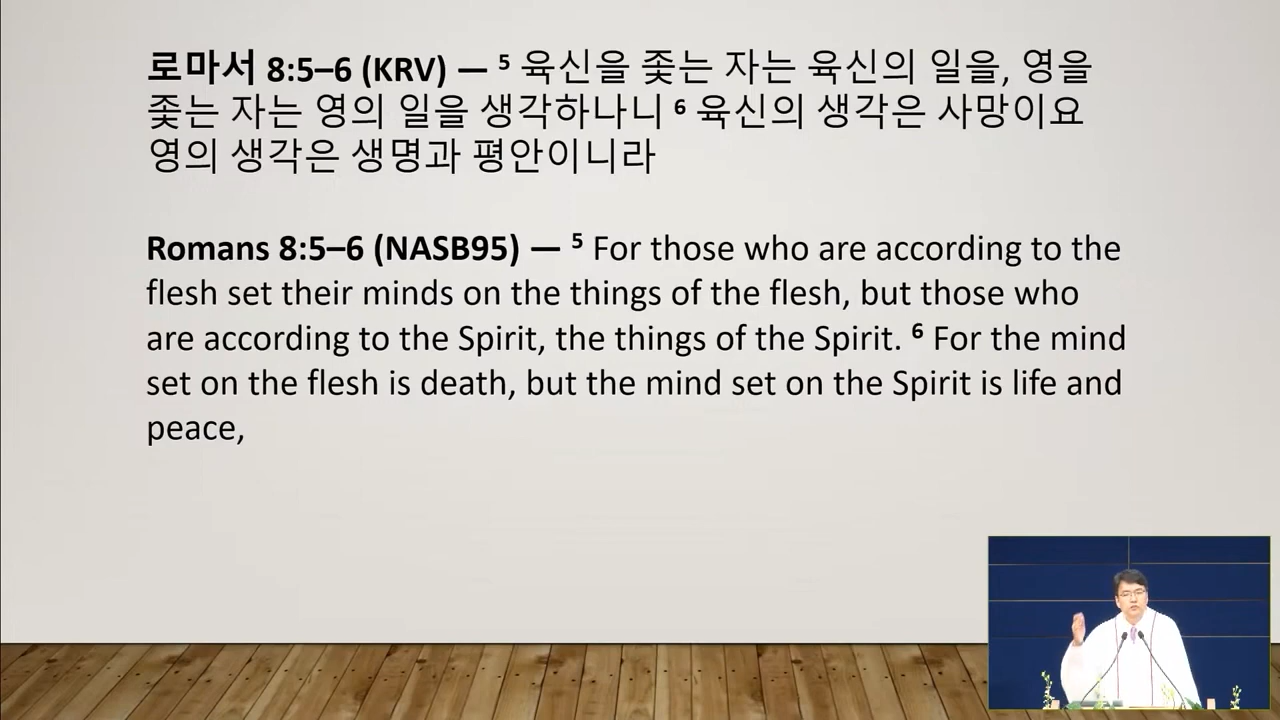 로마서 8:5–6 (KRV) — ⁵ 육신을 좇는 자는 육신의 일을, 영을
좇는 자는 영의 일을 생각하나니 ⁶ 육신의 생각은 사망이요
영의 생각은 생명과 평안이니라
Romans 8:5–6 (NASB95) — ⁵ For those who are according to the
flesh set their minds on the things of the flesh, but those who
are according to the Spirit, the things of the Spirit. ⁶ For the mind
set on the flesh is death, but the mind set on the Spirit is life and
peace,